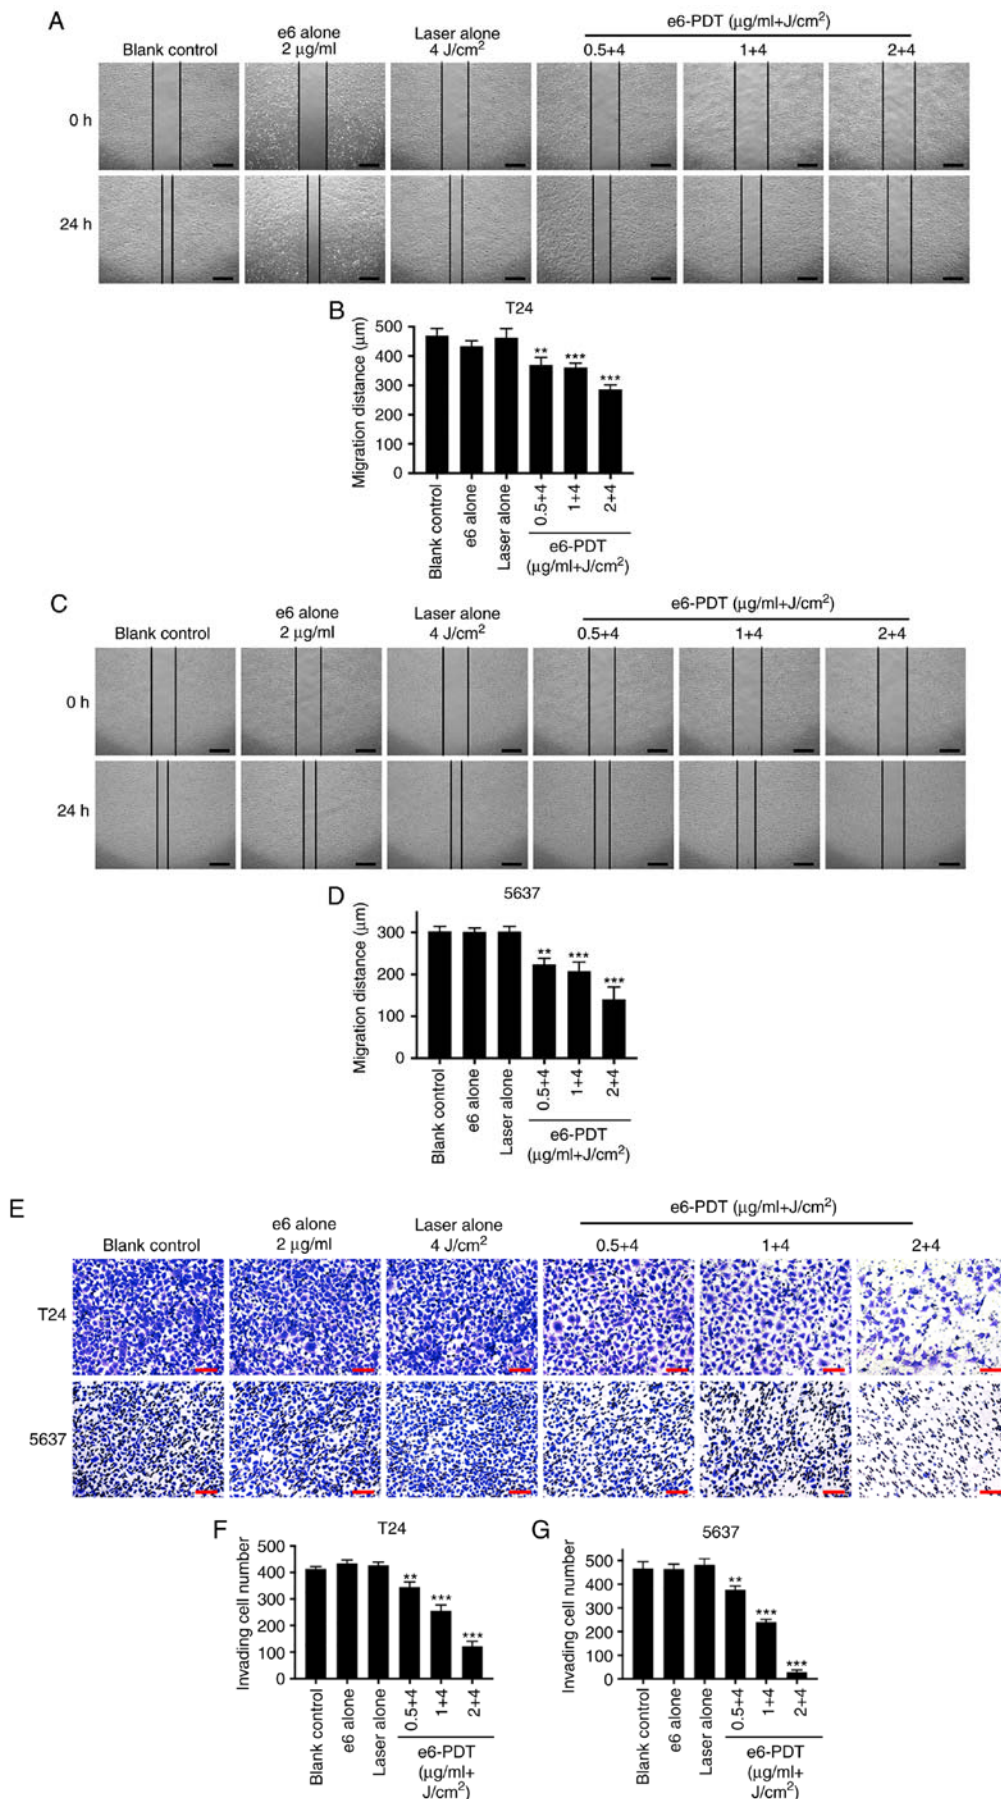 A
Blank control
e6 alone
2 μg/ml
Laser alone
4 J/cm²
e6-PDT (μg/ml+J/cm²)
0.5+4
1+4
2+4
0 h
24 h
B
T24
Migration distance (μm)
500
400
300
200
100
0
**
***
***
Blank control
e6 alone
Laser alone
0.5+4
1+4
2+4
e6-PDT
(μg/ml+J/cm²)
C
Blank control
e6 alone
2 μg/ml
Laser alone
4 J/cm²
e6-PDT (μg/ml+J/cm²)
0.5+4
1+4
2+4
0 h
24 h
D
5637
Migration distance (μm)
300
200
100
0
**
***
***
Blank control
e6 alone
Laser alone
0.5+4
1+4
2+4
e6-PDT
(μg/ml+J/cm²)
E
Blank control
e6 alone
2 μg/ml
Laser alone
4 J/cm²
e6-PDT (μg/ml+J/cm²)
0.5+4
1+4
2+4
T24
5637
F
T24
Invading cell number
500
400
300
200
100
0
**
***
***
Blank control
e6 alone
Laser alone
0.5+4
1+4
2+4
e6-PDT
(μg/ml+
J/cm²)
G
5637
Invading cell number
500
400
300
200
100
0
**
***
***
Blank control
e6 alone
Laser alone
0.5+4
1+4
2+4
e6-PDT
(μg/ml+
J/cm²)